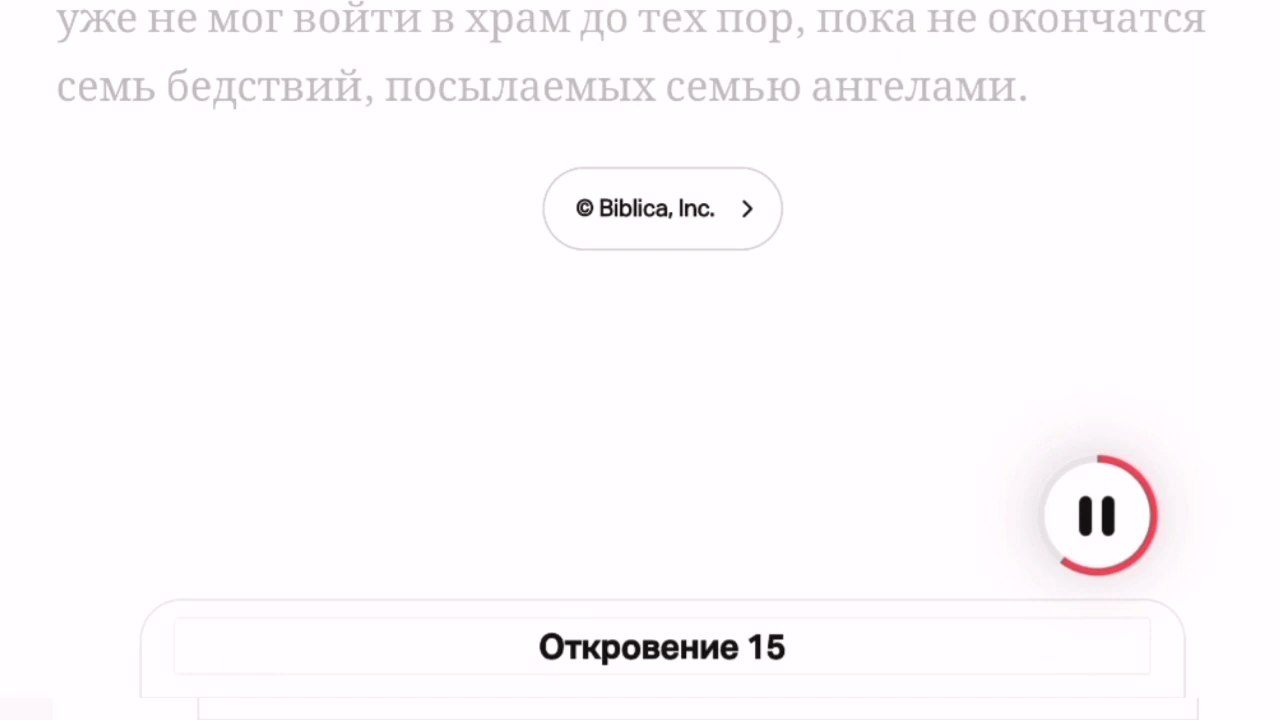 уже не мог войти в храм до тех пор, пока не окончатся
семь бедствий, посылаемых семью ангелами.
© Biblica, Inc.
Откровение 15